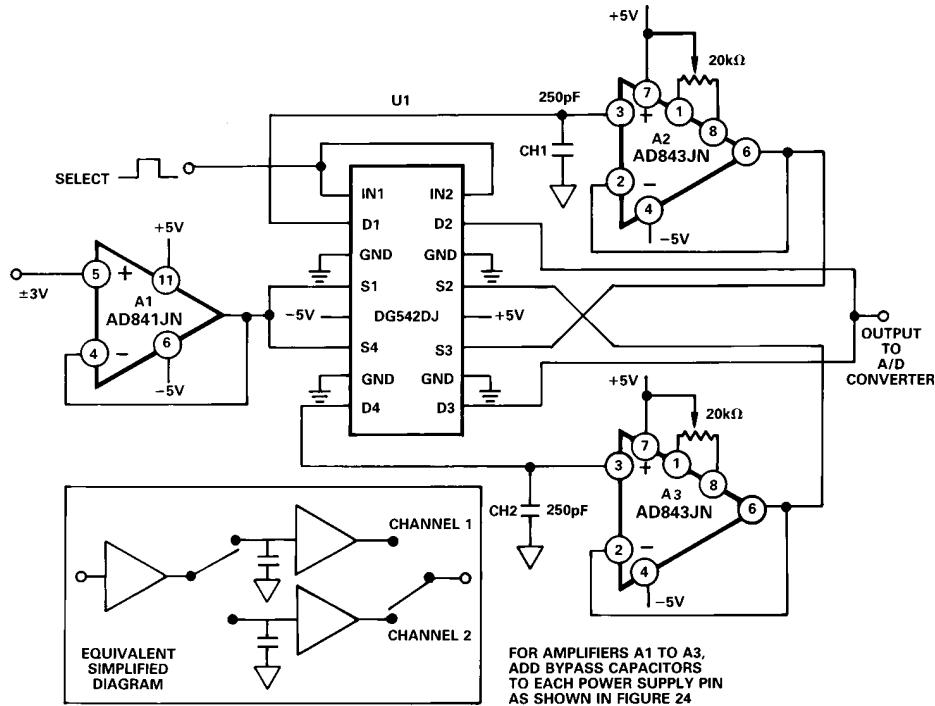 +5V
20kΩ
U1
250pF
7
3
+
1
A2
8
AD843JN
6
CH1
SELECT
IN1
IN2
2
−
4
D1
D2
−5V
+5V
GND
GND
5
+
11
±3V
A1
AD841JN
S1
S2
−5V
DG542DJ
+5V
OUTPUT
TO
A/D
CONVERTER
4
−
6
S4
S3
−5V
GND
GND
+5V
20kΩ
D4
D3
7
3
+
1
A3
8
AD843JN
6
CH2
250pF
2
−
4
−5V
CHANNEL 1
CHANNEL 2
EQUIVALENT
SIMPLIFIED
DIAGRAM
FOR AMPLIFIERS A1 TO A3,
ADD BYPASS CAPACITORS
TO EACH POWER SUPPLY PIN
AS SHOWN IN FIGURE 24